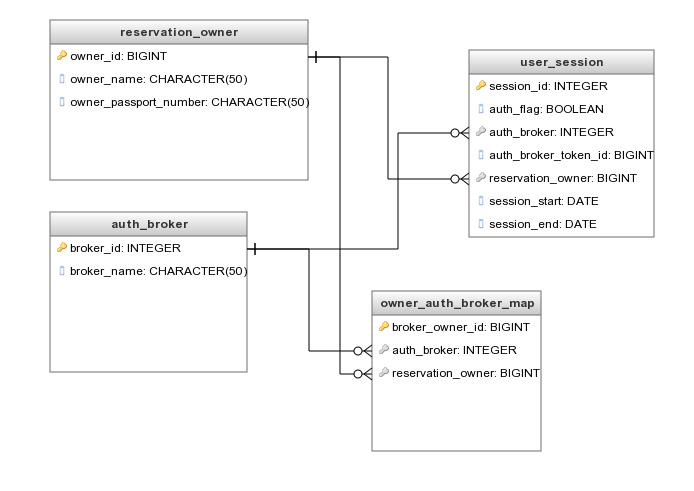 reservation_owner
owner_id: BIGINT
owner_name: CHARACTER(50)
owner_passport_number: CHARACTER(50)
user_session
session_id: INTEGER
auth_flag: BOOLEAN
auth_broker: INTEGER
auth_broker_token_id: BIGINT
reservation_owner: BIGINT
session_start: DATE
session_end: DATE
auth_broker
broker_id: INTEGER
broker_name: CHARACTER(50)
owner_auth_broker_map
broker_owner_id: BIGINT
auth_broker: INTEGER
reservation_owner: BIGINT